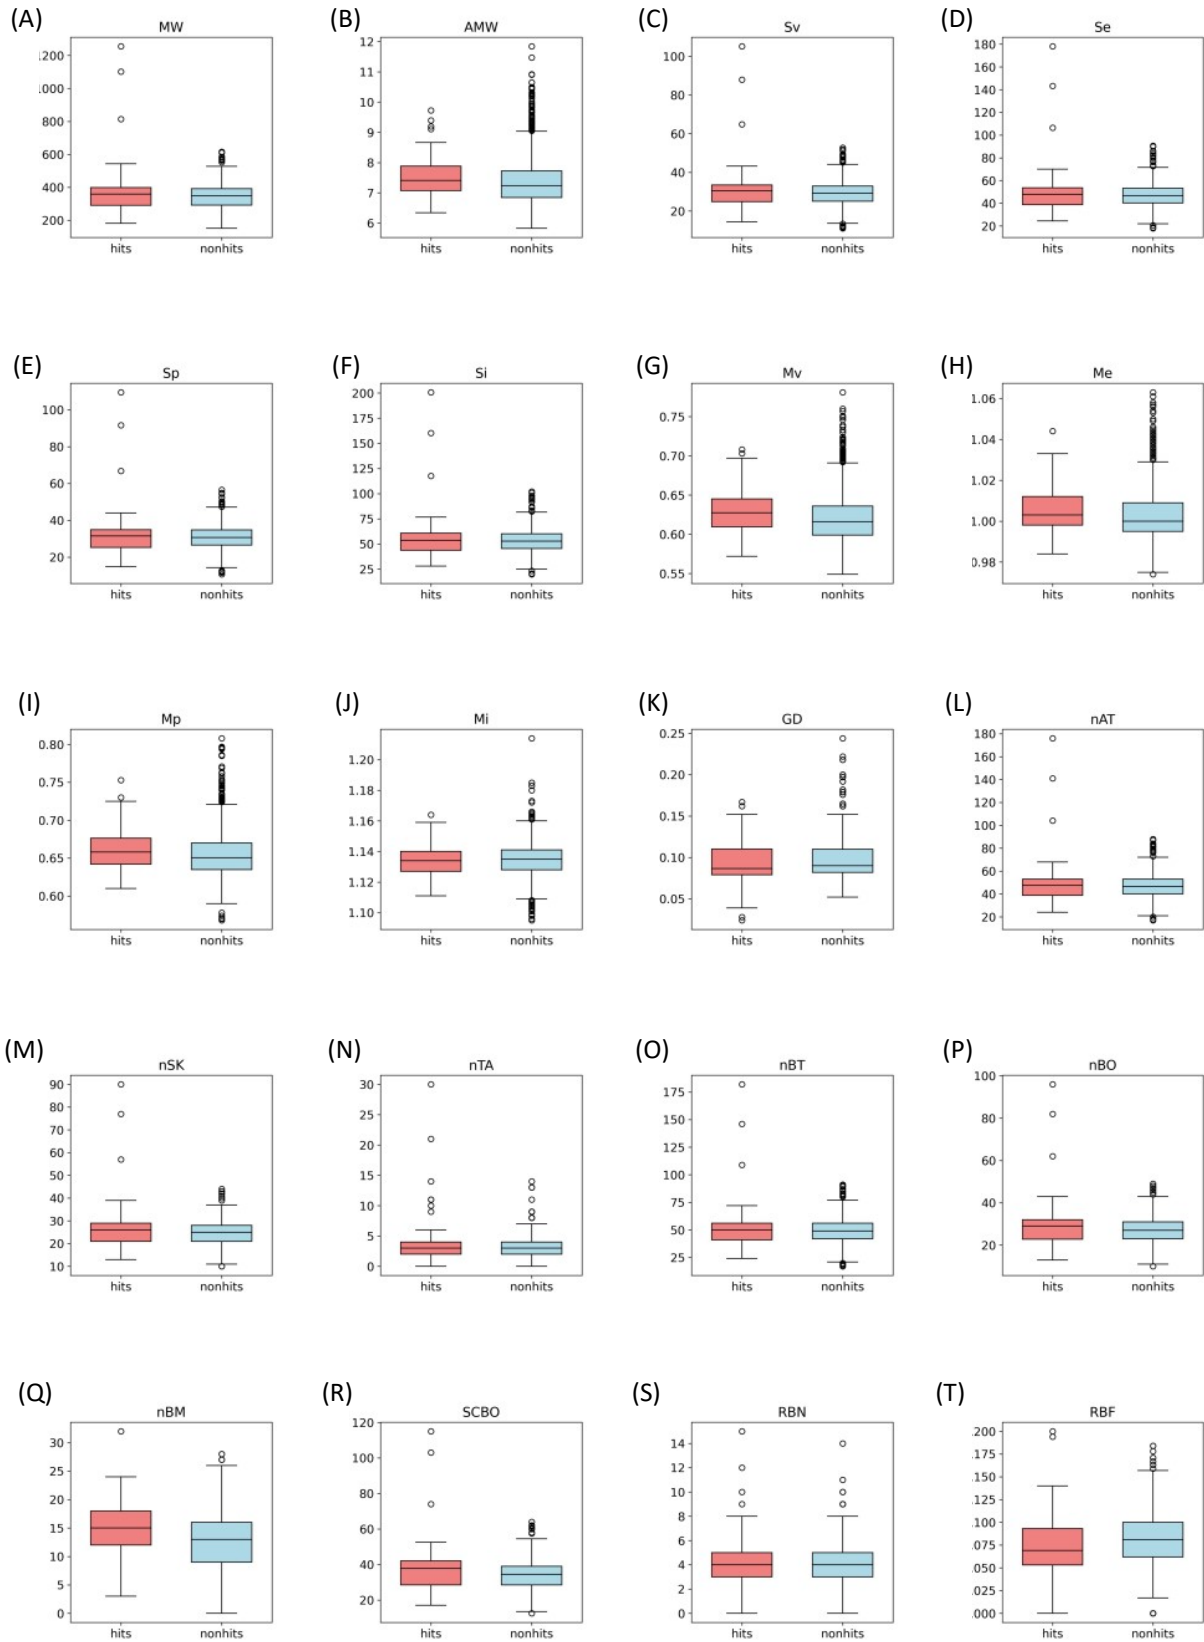 (A)
MW
1200
1000
800
600
400
200
hits nonhits
(B)
AMW
12
11
10
9
8
7
6
hits nonhits
(C)
Sv
100
80
60
40
20
hits nonhits
(D)
Se
180
160
140
120
100
80
60
40
20
hits nonhits
(E)
Sp
100
80
60
40
20
hits nonhits
(F)
Si
200
175
150
125
100
75
50
25
hits nonhits
(G)
Mv
0.75
0.70
0.65
0.60
0.55
hits nonhits
(H)
Me
1.06
1.04
1.02
1.00
0.98
hits nonhits
(I)
Mp
0.80
0.75
0.70
0.65
0.60
hits nonhits
(J)
Mi
1.20
1.18
1.16
1.14
1.12
1.10
hits nonhits
(K)
GD
0.25
0.20
0.15
0.10
0.05
hits nonhits
(L)
nAT
180
160
140
120
100
80
60
40
20
hits nonhits
(M)
nSK
90
80
70
60
50
40
30
20
10
hits nonhits
(N)
nTA
30
25
20
15
10
5
0
hits nonhits
(O)
nBT
175
150
125
100
75
50
25
hits nonhits
(P)
nBO
100
80
60
40
20
hits nonhits
(Q)
nBM
30
25
20
15
10
5
0
hits nonhits
(R)
SCBO
120
100
80
60
40
20
hits nonhits
(S)
RBN
14
12
10
8
6
4
2
0
hits nonhits
(T)
RBF
.200
.175
.150
.125
.100
.075
.050
.025
.000
hits nonhits